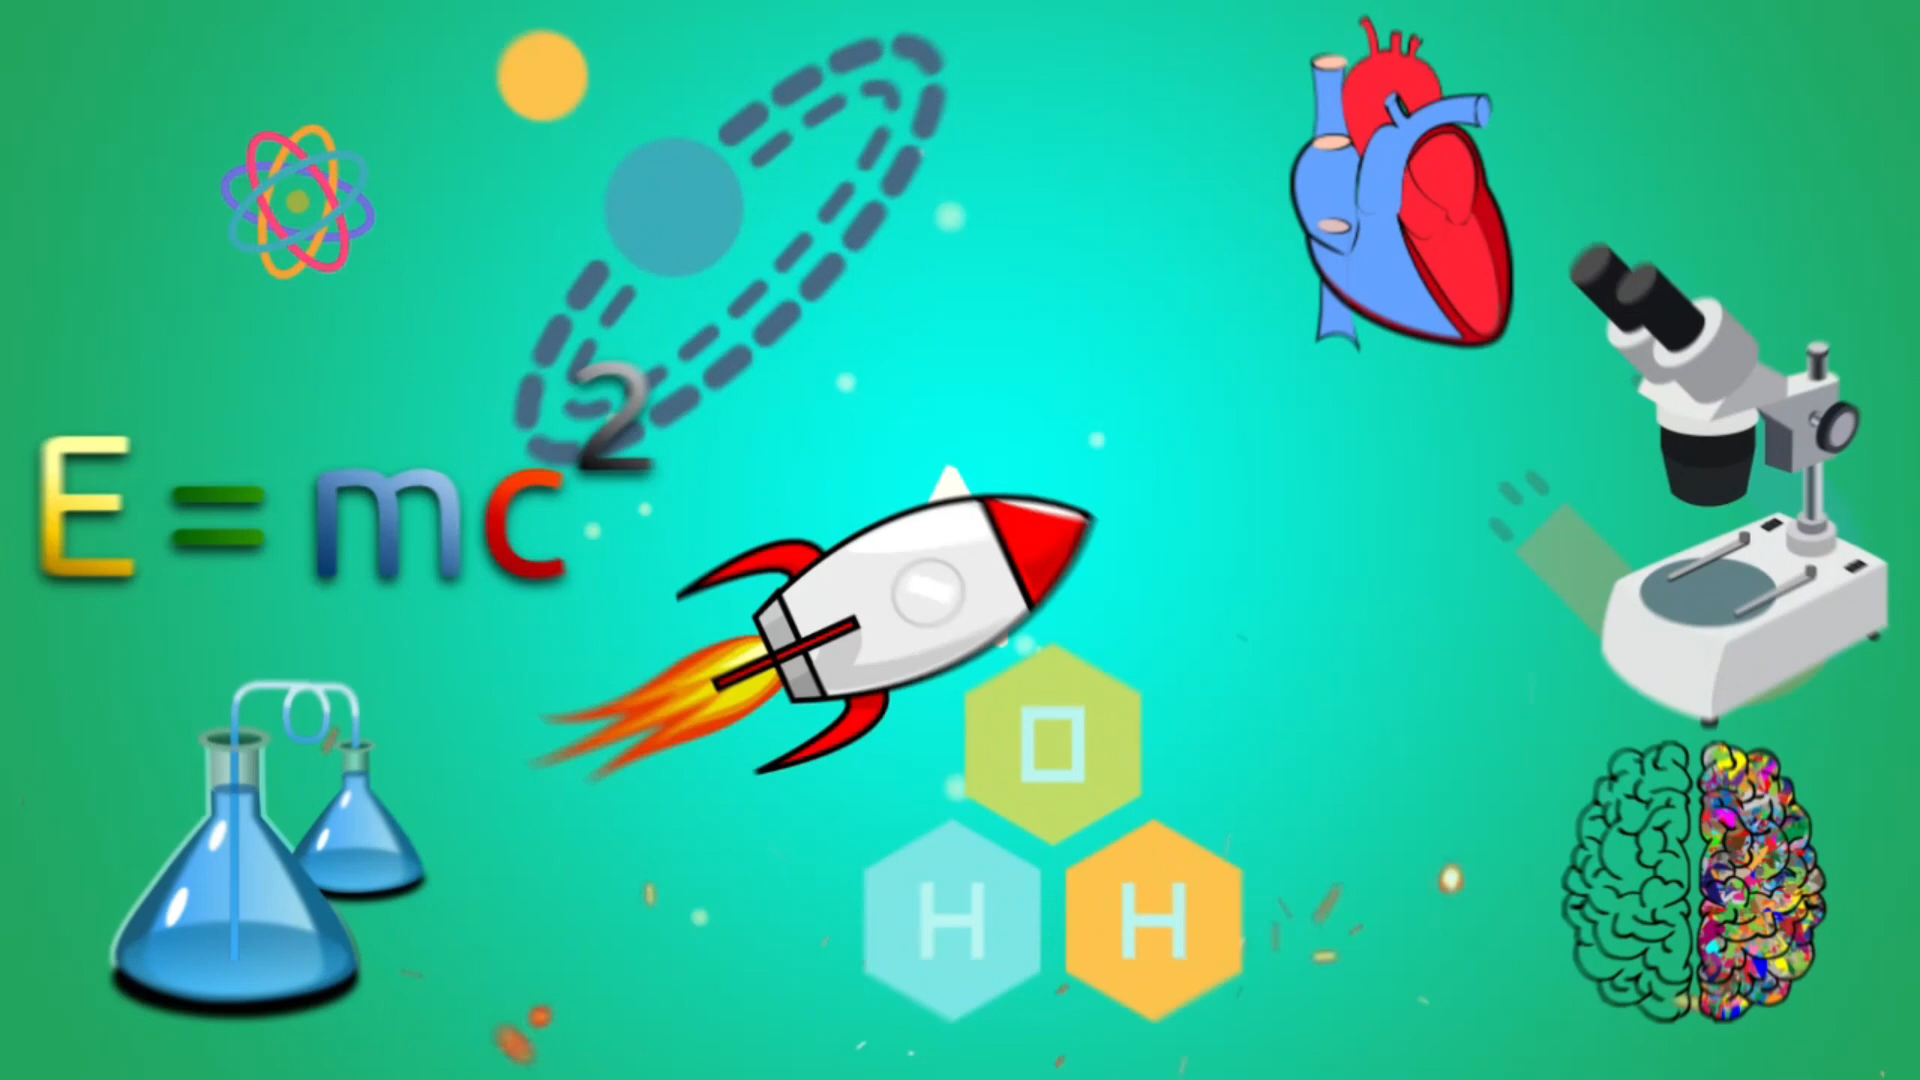 E = mc²
O
H H